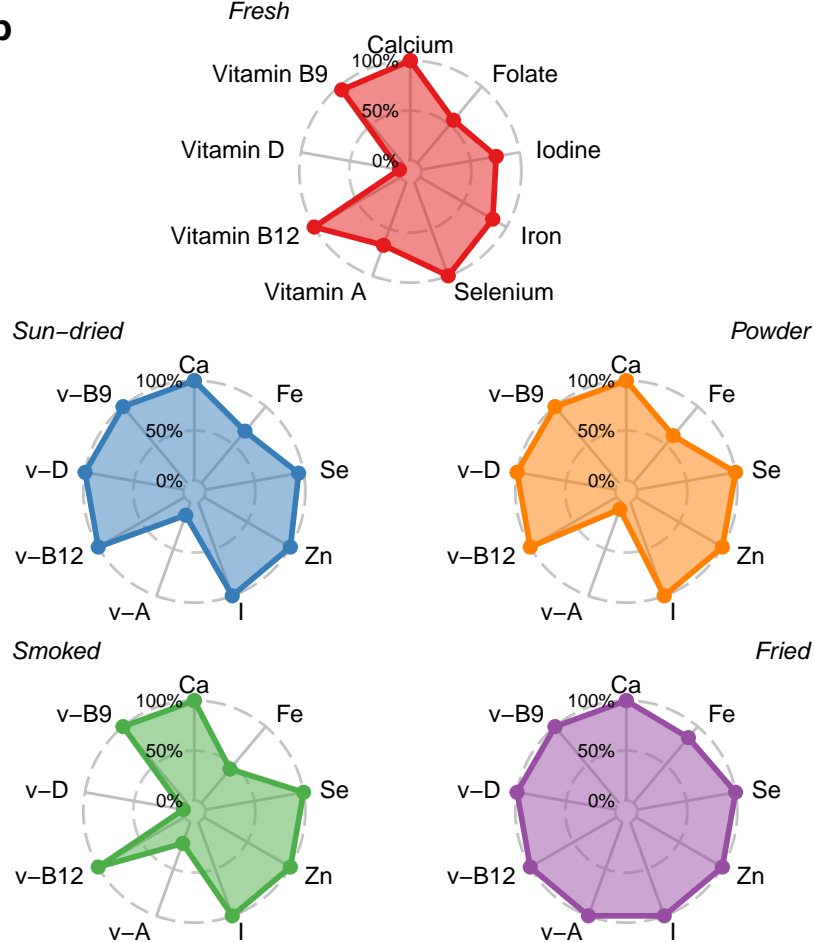 b
Fresh
Calcium
100%
50%
0%
Vitamin B9
Folate
Vitamin D
Iodine
Vitamin B12
Iron
Vitamin A
Selenium
Sun−dried
Ca
100%
50%
0%
v−B9
Fe
v−D
Se
v−B12
Zn
v−A
I
Powder
Ca
100%
50%
0%
v−B9
Fe
v−D
Se
v−B12
Zn
v−A
I
Smoked
Ca
100%
50%
0%
v−B9
Fe
v−D
Se
v−B12
Zn
v−A
I
Fried
Ca
100%
50%
0%
v−B9
Fe
v−D
Se
v−B12
Zn
v−A
I